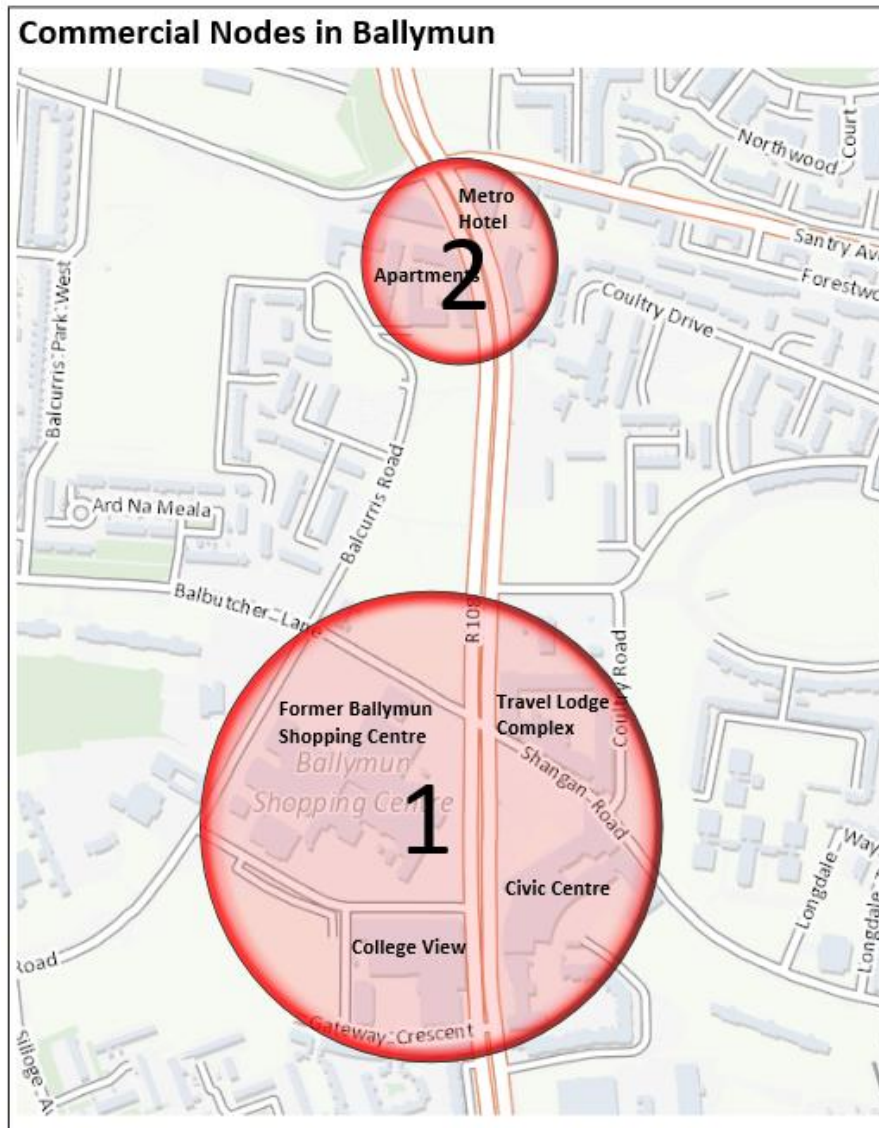 Commercial Nodes in Ballymun
Northwood
Court
Metro
Hotel
Santry Av
Apartments
2
Forestw
Coultry Drive
Balcurris Park West
Balcurris Road
Ard Na Meala
Balbutcher Lane
R108
Former Ballymun
Shopping Centre
Travel Lodge
Complex
Coultry Road
Ballymun
Shopping Centre
Shangan Road
1
Way
Civic Centre
Longdale
Longdale
College View
Road
Gateway Crescent
Silloge A